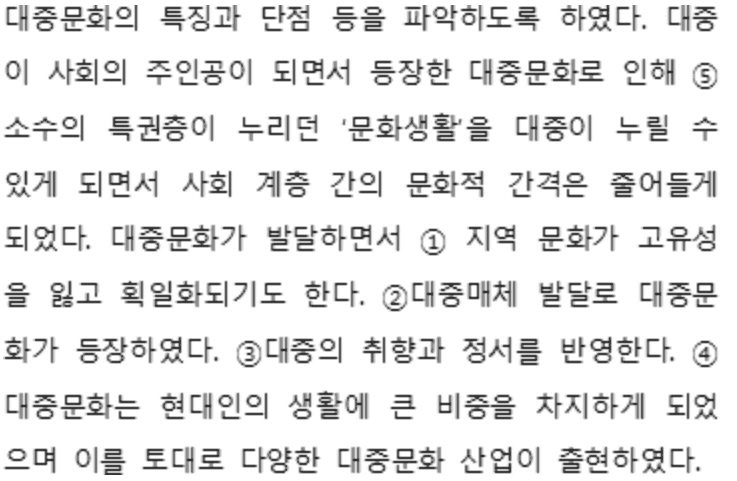 대중문화의 특징과 단점 등을 파악하도록 하였다. 대중
이 사회의 주인공이 되면서 등장한 대중문화로 인해 ⑤
소수의 특권층이 누리던 '문화생활'을 대중이 누릴 수
있게 되면서 사회 계층 간의 문화적 간격은 줄어들게
되었다. 대중문화가 발달하면서 ① 지역 문화가 고유성
을 잃고 획일화되기도 한다. ②대중매체 발달로 대중문
화가 등장하였다. ③대중의 취향과 정서를 반영한다. ④
대중문화는 현대인의 생활에 큰 비중을 차지하게 되었
으며 이를 토대로 다양한 대중문화 산업이 출현하였다.